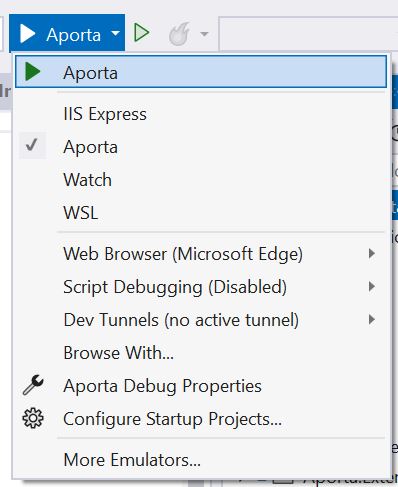 Aporta
Aporta
IIS Express
Aporta
Watch
WSL
Web Browser (Microsoft Edge)
Script Debugging (Disabled)
Dev Tunnels (no active tunnel)
Browse With...
Aporta Debug Properties
Configure Startup Projects...
More Emulators...